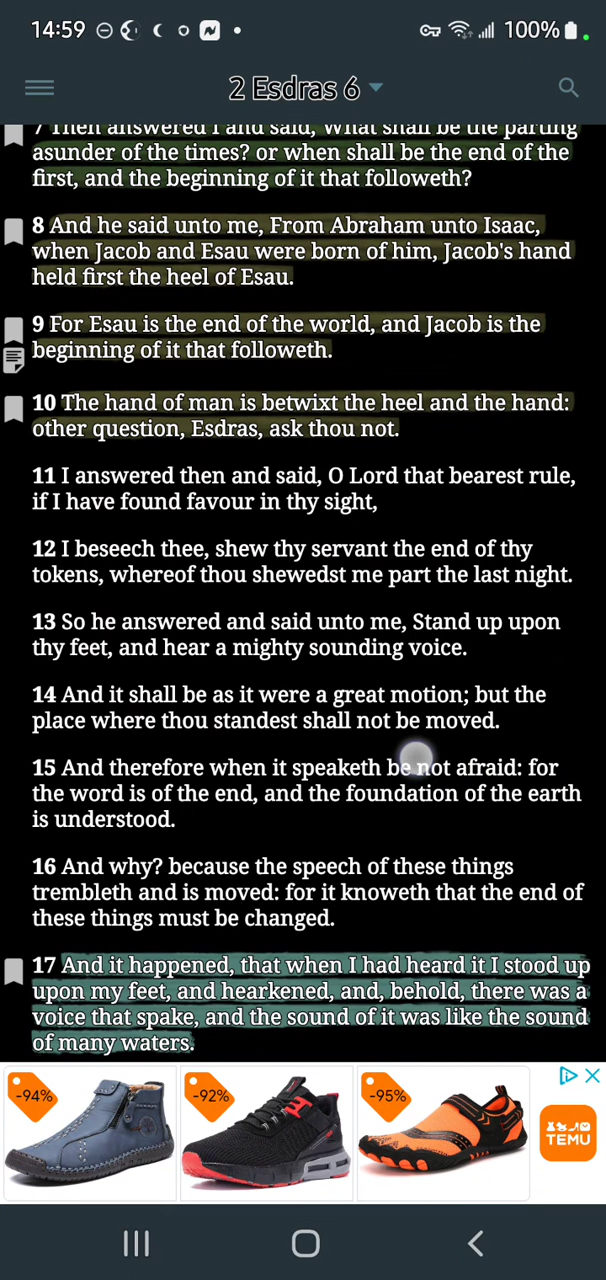 14:59
100%
2 Esdras 6
7 Then answered I and said, What shall be the parting
asunder of the times? or when shall be the end of the
first, and the beginning of it that followeth?
8 And he said unto me, From Abraham unto Isaac,
when Jacob and Esau were born of him, Jacob's hand
held first the heel of Esau.
9 For Esau is the end of the world, and Jacob is the
beginning of it that followeth.
10 The hand of man is betwixt the heel and the hand:
other question, Esdras, ask thou not.
11 I answered then and said, O Lord that bearest rule,
if I have found favour in thy sight,
12 I beseech thee, shew thy servant the end of thy
tokens, whereof thou shewedst me part the last night.
13 So he answered and said unto me, Stand up upon
thy feet, and hear a mighty sounding voice.
14 And it shall be as it were a great motion; but the
place where thou standest shall not be moved.
15 And therefore when it speaketh be not afraid: for
the word is of the end, and the foundation of the earth
is understood.
16 And why? because the speech of these things
trembleth and is moved: for it knoweth that the end of
these things must be changed.
17 And it happened, that when I had heard it I stood up
upon my feet, and hearkened, and, behold, there was a
voice that spake, and the sound of it was like the sound
of many waters.
-94%
-92%
-95%
TEMU